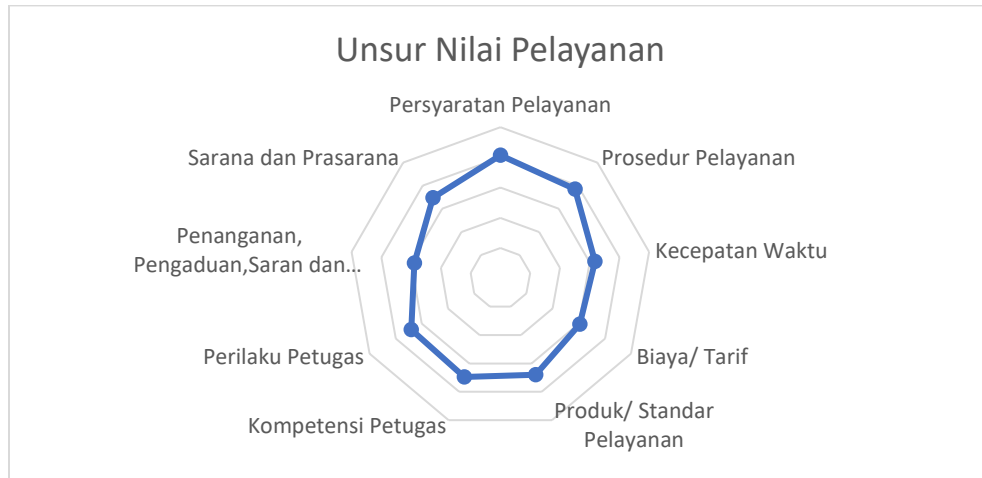 Unsur Nilai Pelayanan
Persyaratan Pelayanan
Prosedur Pelayanan
Kecepatan Waktu
Biaya/ Tarif
Produk/ Standar
Pelayanan
Kompetensi Petugas
Perilaku Petugas
Penanganan,
Pengaduan,Saran dan…
Sarana dan Prasarana